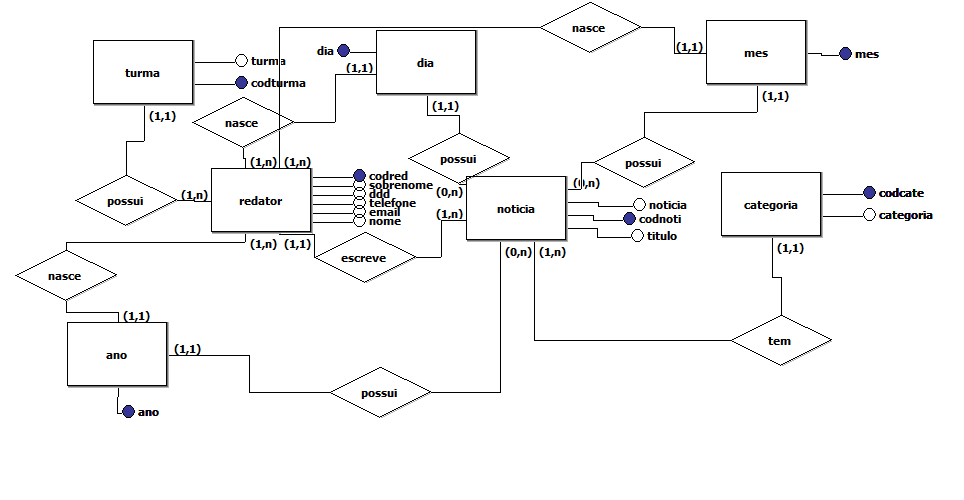 nasce
dia
dia
(1,1)
(1,1)
mes
mes
turma
turma
codturma
(1,1)
(1,1)
(1,1)
nasce
possui
possui
(1,n)
(1,n)
codred
sobrenome
ddd
telefone
email
nome
(0,n)
(0,n)
possui
(1,n)
redator
noticia
noticia
codnoti
titulo
(1,n)
categoria
codcate
categoria
(1,n)
(1,1)
escreve
(0,n)
(1,n)
(1,1)
nasce
(1,1)
ano
(1,1)
tem
possui
ano